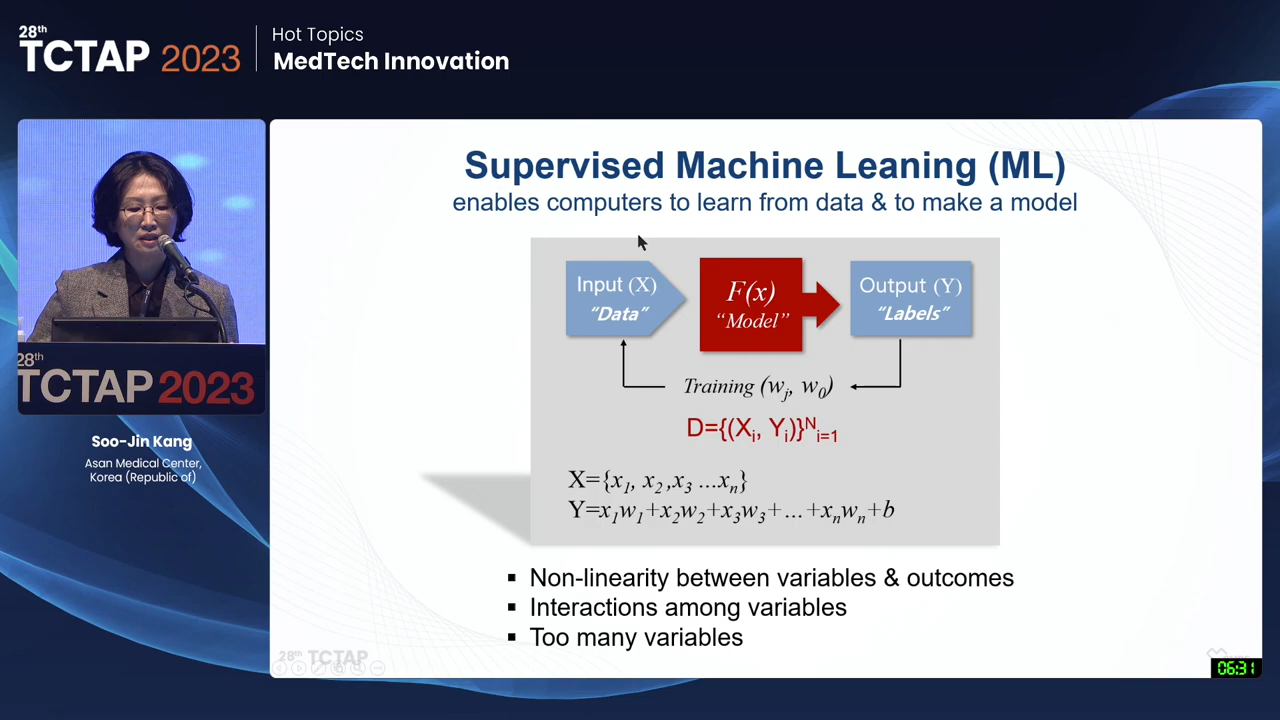 28th
TCTAP 2023
Hot Topics
MedTech Innovation
28th
TCTAP 2023
Soo-Jin Kang
Asan Medical Center,
Korea (Republic of)
Supervised Machine Leaning (ML)
enables computers to learn from data & to make a model
Input (X)
“Data”
F(x)
“Model”
Output (Y)
“Labels”
Training (wj, w0)
D={(Xi, Yi)}Ni=1
X={x1, x2 ,x3 ...xn}
Y=x1w1+x2w2+x3w3+...+xnwn+b
▪ Non-linearity between variables & outcomes
▪ Interactions among variables
▪ Too many variables
28th TCTAP
06:31